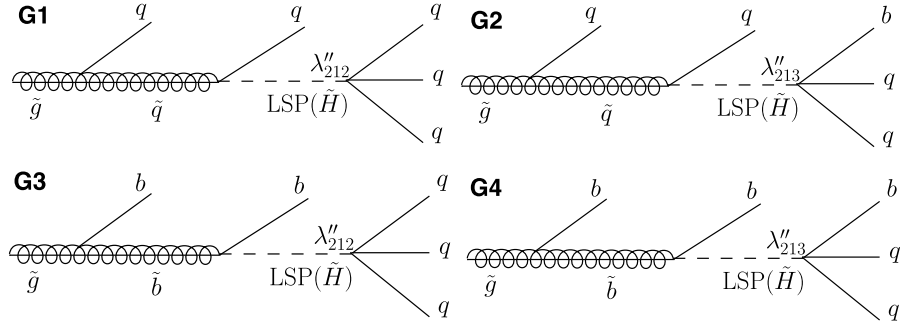 G1 q q q
λ″₂₁₂ q
g̃ q̃ LSP(H̃) q
G2 q q b
λ″₂₁₃ q
g̃ q̃ LSP(H̃) q
G3 b b q
λ″₂₁₂ q
g̃ b̃ LSP(H̃) q
G4 b b b
λ″₂₁₃ q
g̃ b̃ LSP(H̃) q